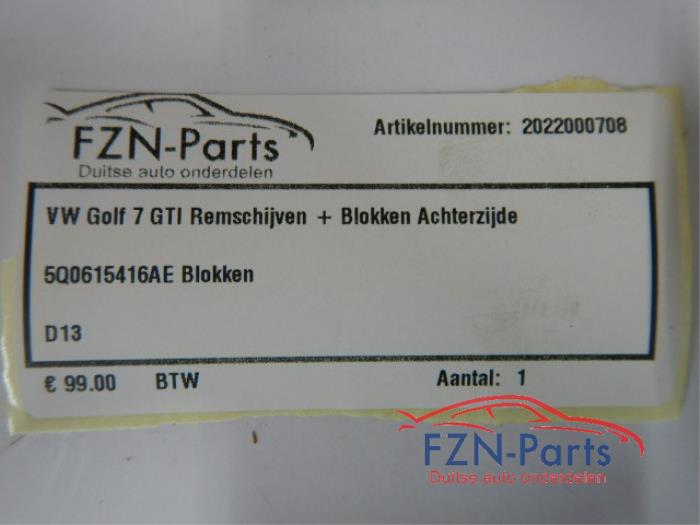 FZN-Parts
Duitse auto onderdelen
Artikelnummer: 2022000708
VW Golf 7 GTI Remschijven + Blokken Achterzijde
5Q0615416AE Blokken
D13
€ 99.00 BTW Aantal: 1
FZN-Parts
Duitse auto onderdelen